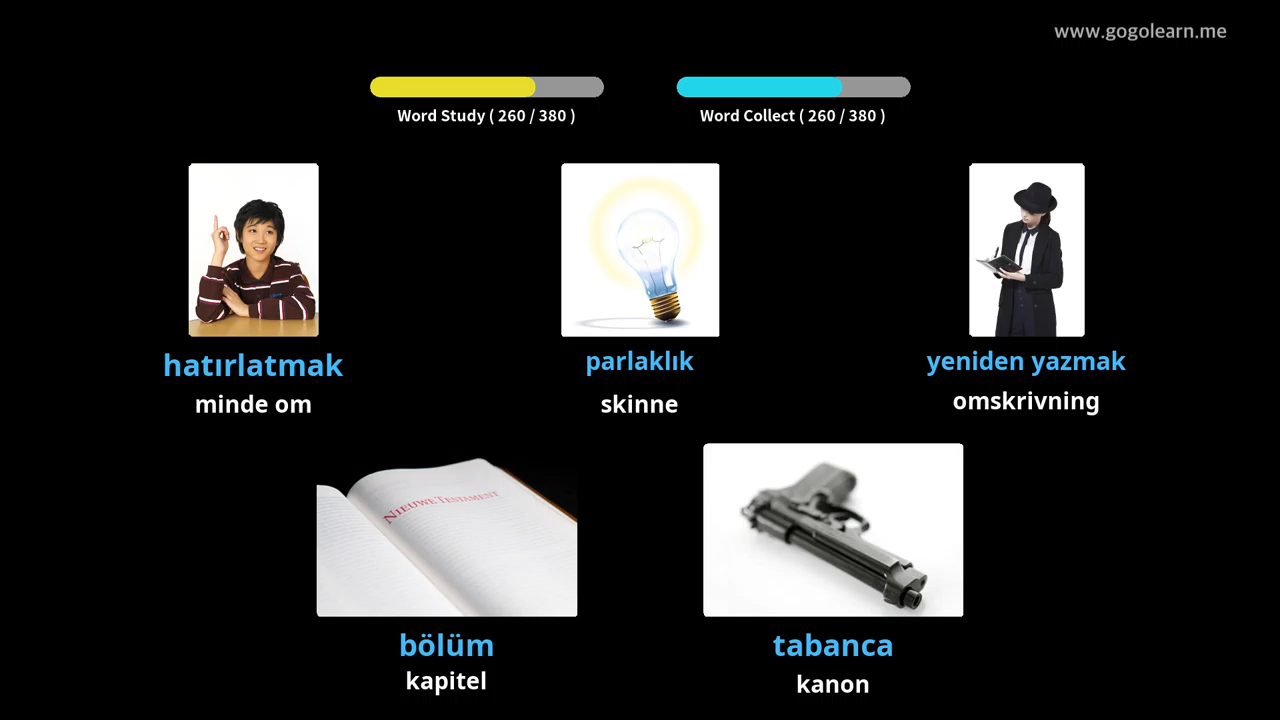 www.gogolearn.me
Word Study ( 260 / 380 )
Word Collect ( 260 / 380 )
hatırlatmak
minde om
parlaklık
skinne
yeniden yazmak
omskrivning
NIEUWE TESTAMENT
bölüm
kapitel
tabanca
kanon